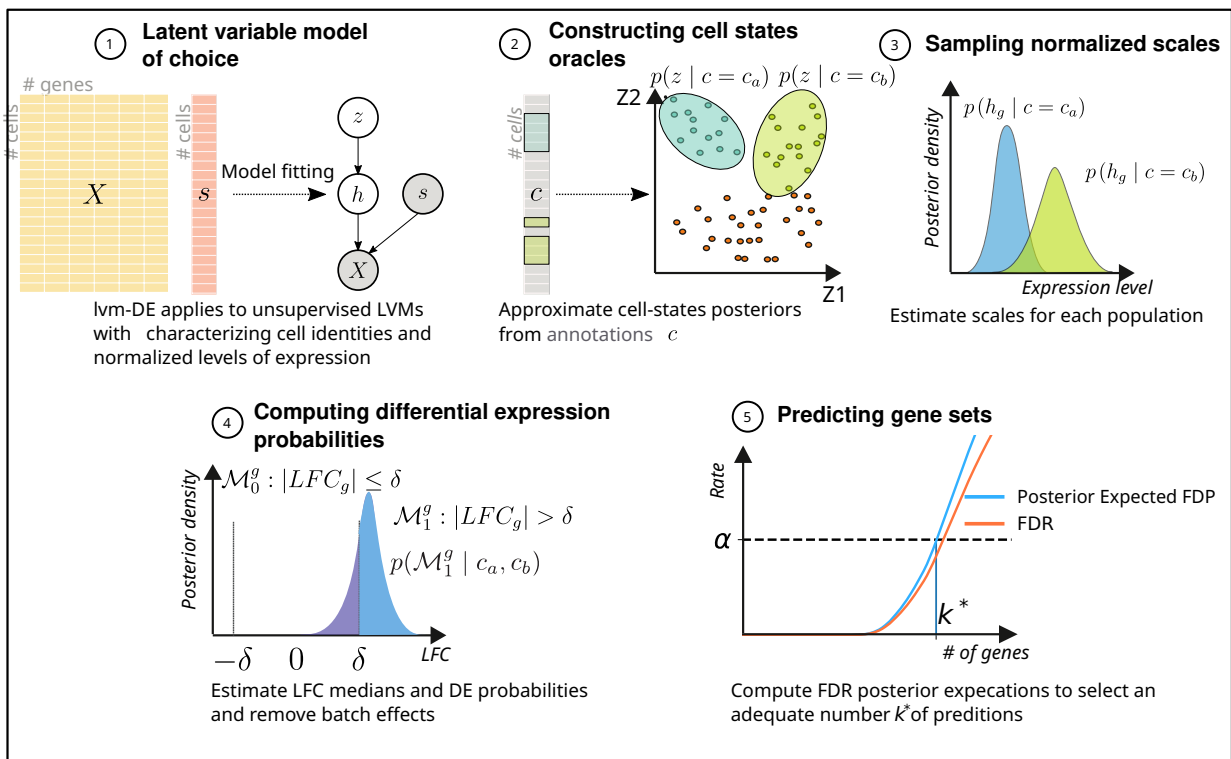 1
Latent variable model
of choice
# genes
# cells
X
# cells
s
Model fitting
z
h
s
X
lvm-DE applies to unsupervised LVMs
with characterizing cell identities and
normalized levels of expression
2
Constructing cell states
oracles
# cells
c
p(z | c = c_a) p(z | c = c_b)
Z2
Z1
Approximate cell-states posteriors
from annotations c
3
Sampling normalized scales
Posterior density
p(h_g | c = c_a)
p(h_g | c = c_b)
Expression level
Estimate scales for each population
4
Computing differential expression
probabilities
Posterior density
M_0^g : |LFC_g| ≤ δ
M_1^g : |LFC_g| > δ
p(M_1^g | c_a, c_b)
−δ 0 δ LFC
Estimate LFC medians and DE probabilities
and remove batch effects
5
Predicting gene sets
Rate
Posterior Expected FDP
FDR
α
k*
# of genes
Compute FDR posterior expecations to select an
adequate number k* of preditions